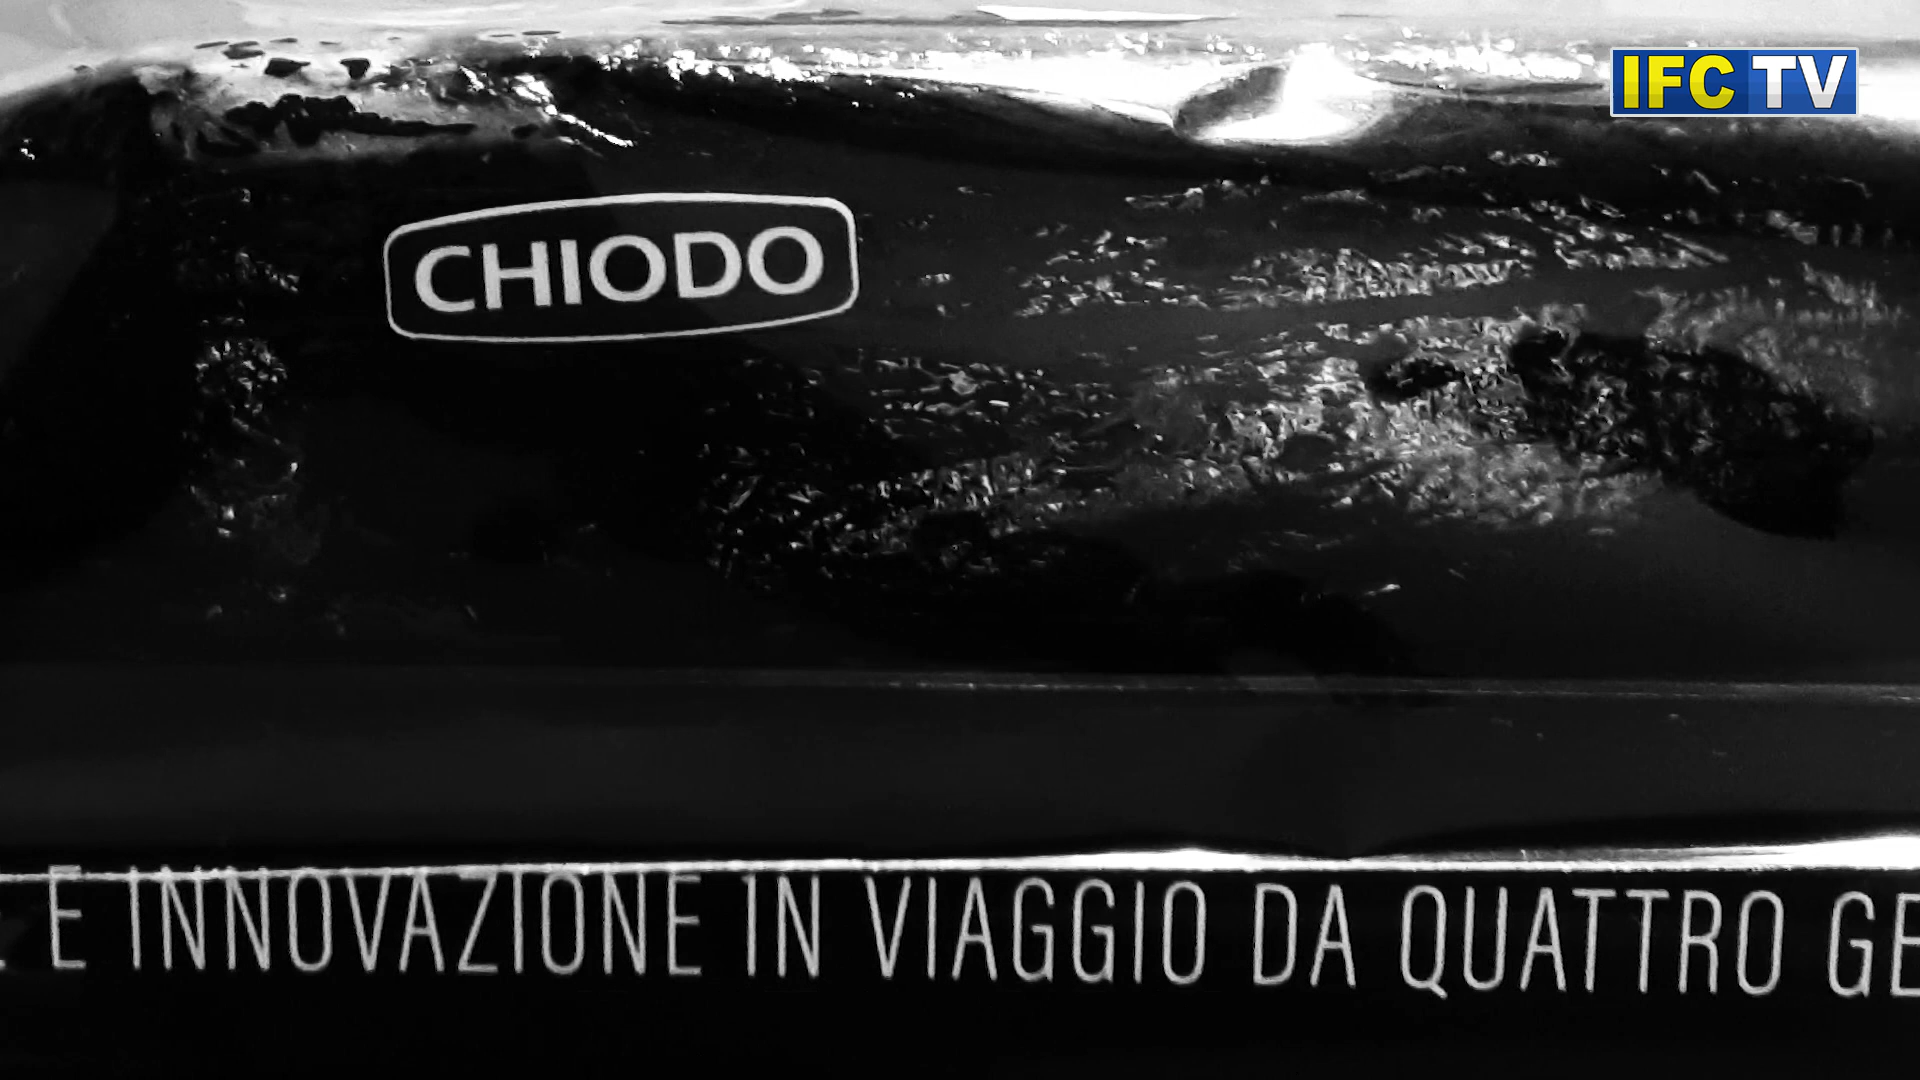 IFC TV
CHIODO
E INNOVAZIONE IN VIAGGIO DA QUATTRO GE